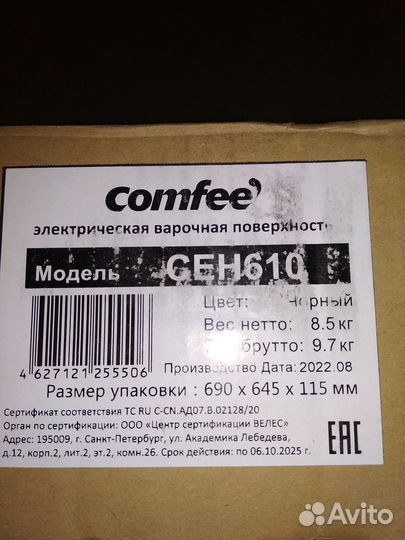 comfee'
электрическая варочная поверхность
Модель CEH610
Цвет: Черный
Вес нетто: 8.5 кг
Вес брутто: 9.7 кг
4 627121 255506
Производство Дата: 2022.08
Размер упаковки : 690 x 645 x 115 мм
Сертификат соответствия ТС RU C-CN.АД07.В.02128/20
Орган по сертификации: ООО «Центр сертификации ВЕЛЕС»
Адрес: 195009, г. Санкт-Петербург, ул. Академика Лебедева,
д.12, корп.2, лит.2, эт.2, комн.26. Срок действия: по 06.10.2025 г.
EAC
Avito